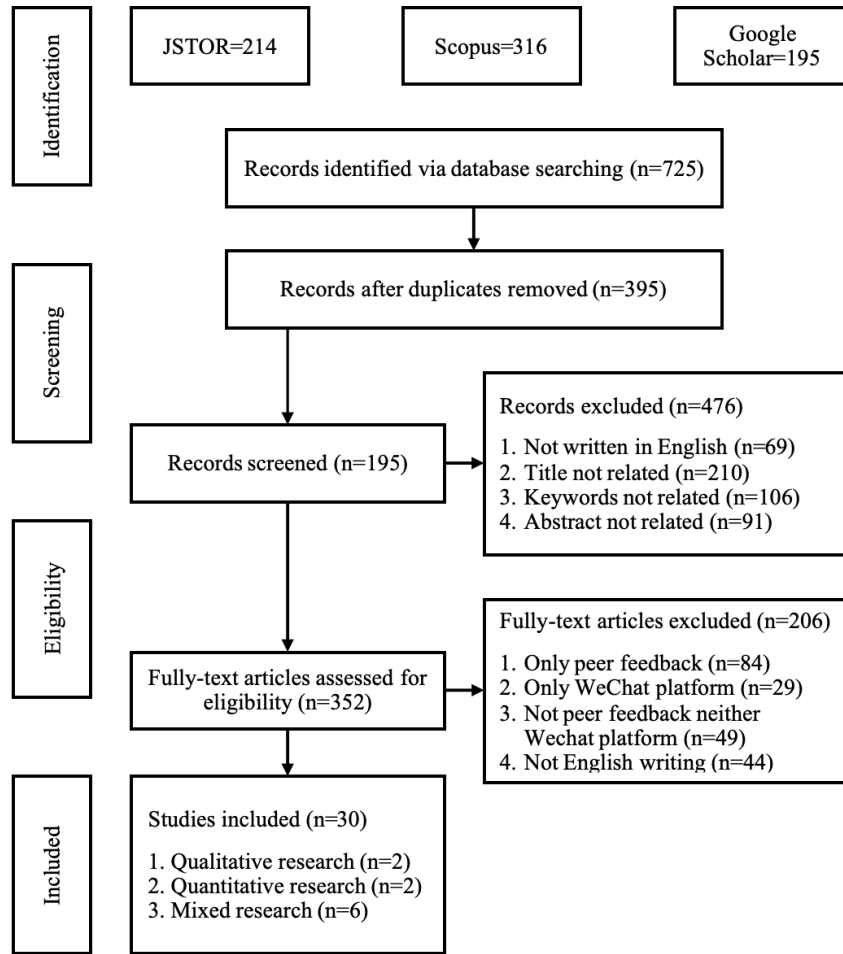 Identification
JSTOR=214
Scopus=316
Google
Scholar=195
Records identified via database searching (n=725)
Screening
Records after duplicates removed (n=395)
Records screened (n=195)
Records excluded (n=476)
1. Not written in English (n=69)
2. Title not related (n=210)
3. Keywords not related (n=106)
4. Abstract not related (n=91)
Eligibility
Fully-text articles assessed for
eligibility (n=352)
Fully-text articles excluded (n=206)
1. Only peer feedback (n=84)
2. Only WeChat platform (n=29)
3. Not peer feedback neither
Wechat platform (n=49)
4. Not English writing (n=44)
Included
Studies included (n=30)
1. Qualitative research (n=2)
2. Quantitative research (n=2)
3. Mixed research (n=6)